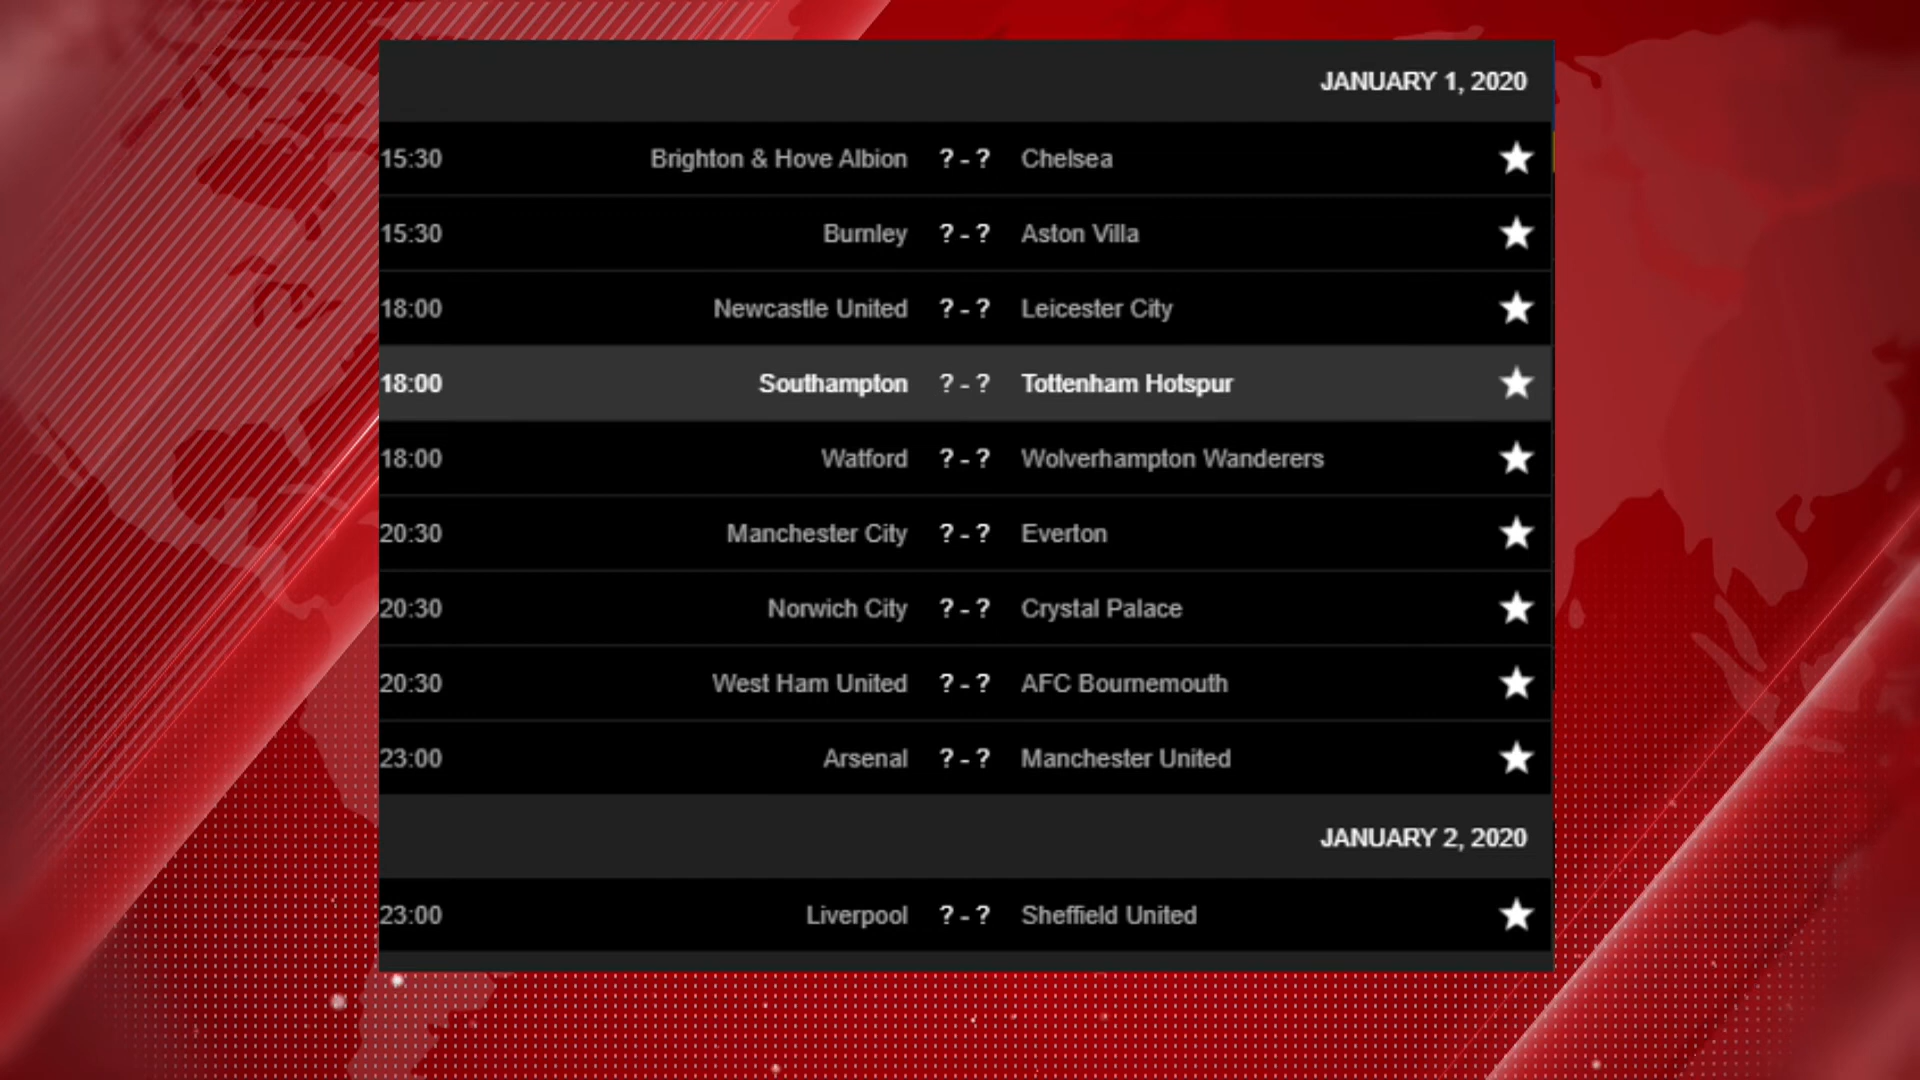 JANUARY 1, 2020
15:30 Brighton & Hove Albion ? - ? Chelsea
15:30 Burnley ? - ? Aston Villa
18:00 Newcastle United ? - ? Leicester City
18:00 Southampton ? - ? Tottenham Hotspur
18:00 Watford ? - ? Wolverhampton Wanderers
20:30 Manchester City ? - ? Everton
20:30 Norwich City ? - ? Crystal Palace
20:30 West Ham United ? - ? AFC Bournemouth
23:00 Arsenal ? - ? Manchester United
JANUARY 2, 2020
23:00 Liverpool ? - ? Sheffield United